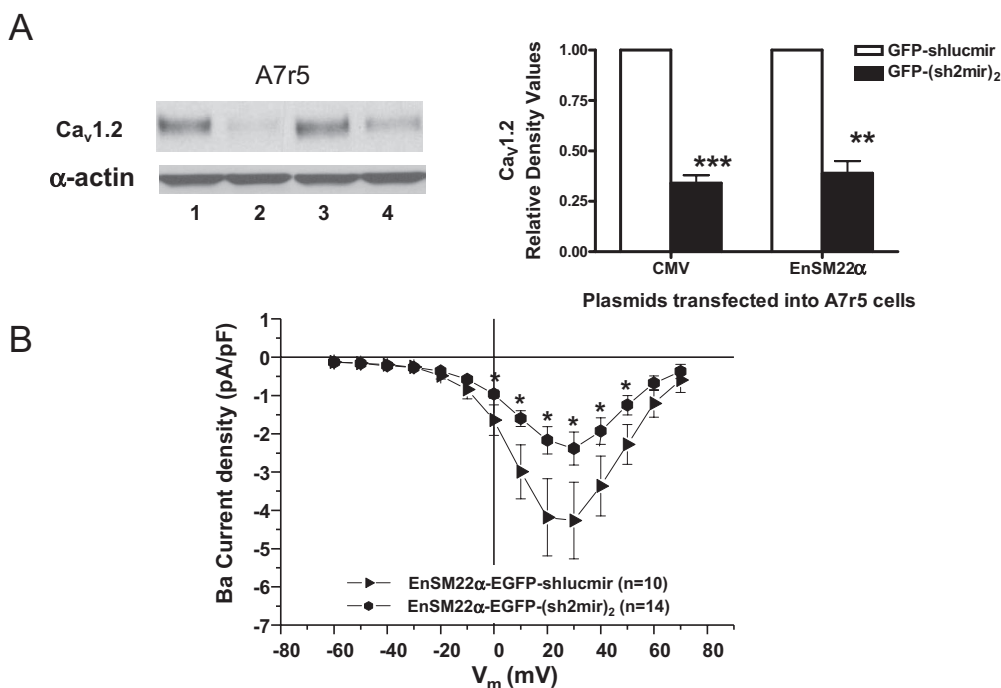 A
A7r5
Cav1.2
α-actin
1 2 3 4
Cav1.2
Relative Density Values
1.00
0.75
0.50
0.25
0.00
GFP-shlucmir
GFP-(sh2mir)2
***
**
CMV EnSM22α
Plasmids transfected into A7r5 cells
B
Ba Current density (pA/pF)
1
0
-1
-2
-3
-4
-5
-6
-7
* * * * * *
EnSM22α-EGFP-shlucmir (n=10)
EnSM22α-EGFP-(sh2mir)2 (n=14)
-80 -60 -40 -20 0 20 40 60 80
Vm (mV)